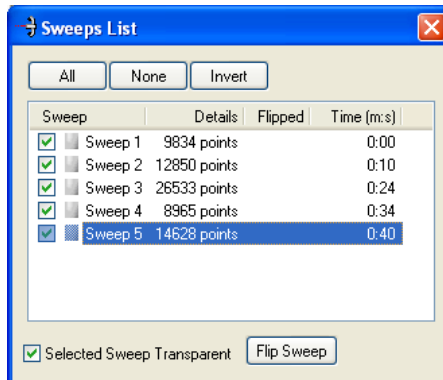 Sweeps List
All None Invert
Sweep Details Flipped Time (m:s)
Sweep 1 9834 points 0:00
Sweep 2 12850 points 0:10
Sweep 3 26533 points 0:24
Sweep 4 8965 points 0:34
Sweep 5 14628 points 0:40
Selected Sweep Transparent Flip Sweep